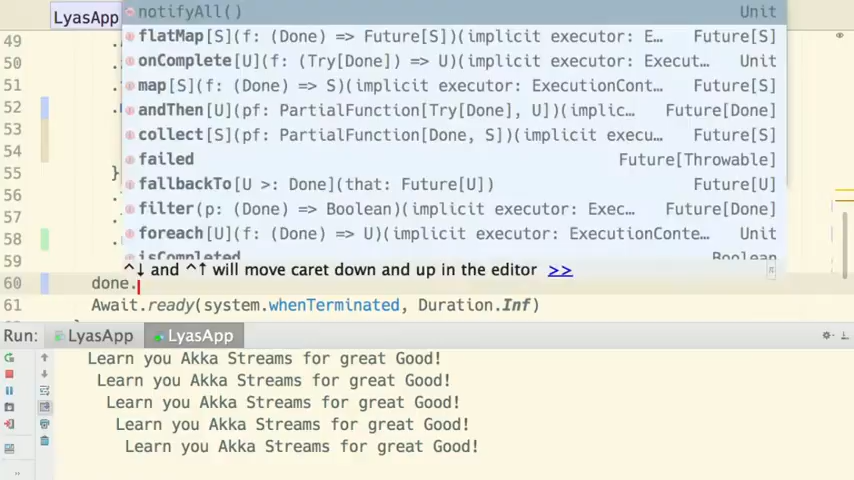 LyasApp
notifyAll() Unit
49
flatMap[S](f: (Done) => Future[S])(implicit executor: E… Future[S]
50 onComplete[U](f: (Try[Done]) => U)(implicit executor: Execut… Unit
51 map[S](f: (Done) => S)(implicit executor: ExecutionCont… Future[S]
52 andThen[U](pf: PartialFunction[Try[Done], U])(implic… Future[Done]
53 collect[S](pf: PartialFunction[Done, S])(implicit execu… Future[S]
54 failed Future[Throwable]
55 } fallbackTo[U >: Done](that: Future[U]) Future[U]
56 . filter(p: (Done) => Boolean)(implicit executor: Exec… Future[Done]
57 . foreach[U](f: (Done) => U)(implicit executor: ExecutionConte… Unit
58 . isCompleted Boolean
59 ^↓ and ^↑ will move caret down and up in the editor >>
60 done.
61 Await.ready(system.whenTerminated, Duration.Inf)
Run: LyasApp LyasApp
Learn you Akka Streams for great Good!
Learn you Akka Streams for great Good!
Learn you Akka Streams for great Good!
Learn you Akka Streams for great Good!
Learn you Akka Streams for great Good!